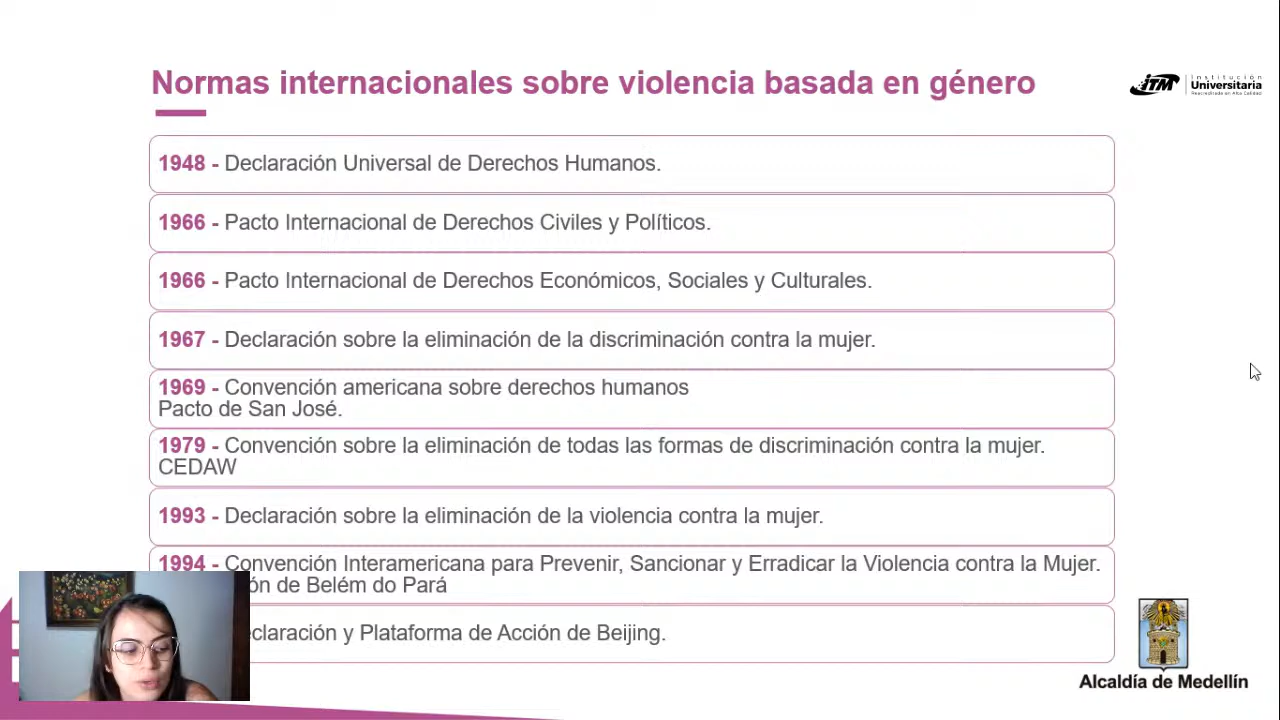 Normas internacionales sobre violencia basada en género
iTM
Institución
Universitaria
Reacreditada en Alta Calidad
1948 - Declaración Universal de Derechos Humanos.
1966 - Pacto Internacional de Derechos Civiles y Políticos.
1966 - Pacto Internacional de Derechos Económicos, Sociales y Culturales.
1967 - Declaración sobre la eliminación de la discriminación contra la mujer.
1969 - Convención americana sobre derechos humanos
Pacto de San José.
1979 - Convención sobre la eliminación de todas las formas de discriminación contra la mujer.
CEDAW
1993 - Declaración sobre la eliminación de la violencia contra la mujer.
1994 - Convención Interamericana para Prevenir, Sancionar y Erradicar la Violencia contra la Mujer.
ón de Belém do Pará
eclaración y Plataforma de Acción de Beijing.
Alcaldía de Medellín